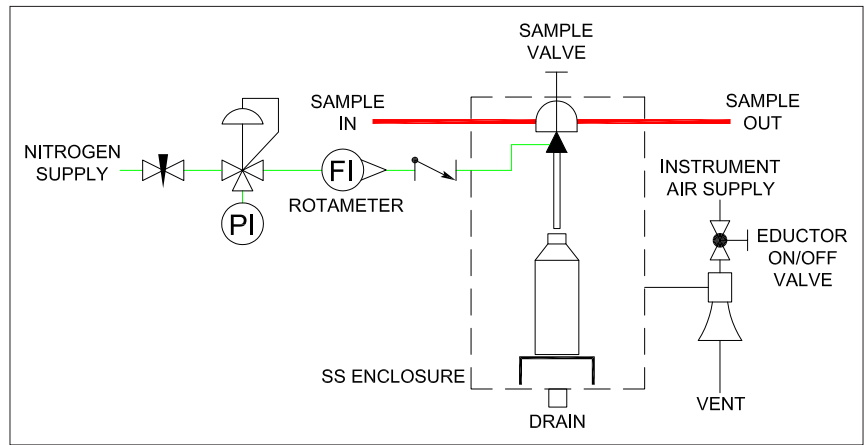 SAMPLE
VALVE
SAMPLE
IN
SAMPLE
OUT
NITROGEN
SUPPLY
FI
ROTAMETER
PI
INSTRUMENT
AIR SUPPLY
EDUCTOR
ON/OFF
VALVE
SS ENCLOSURE
DRAIN
VENT